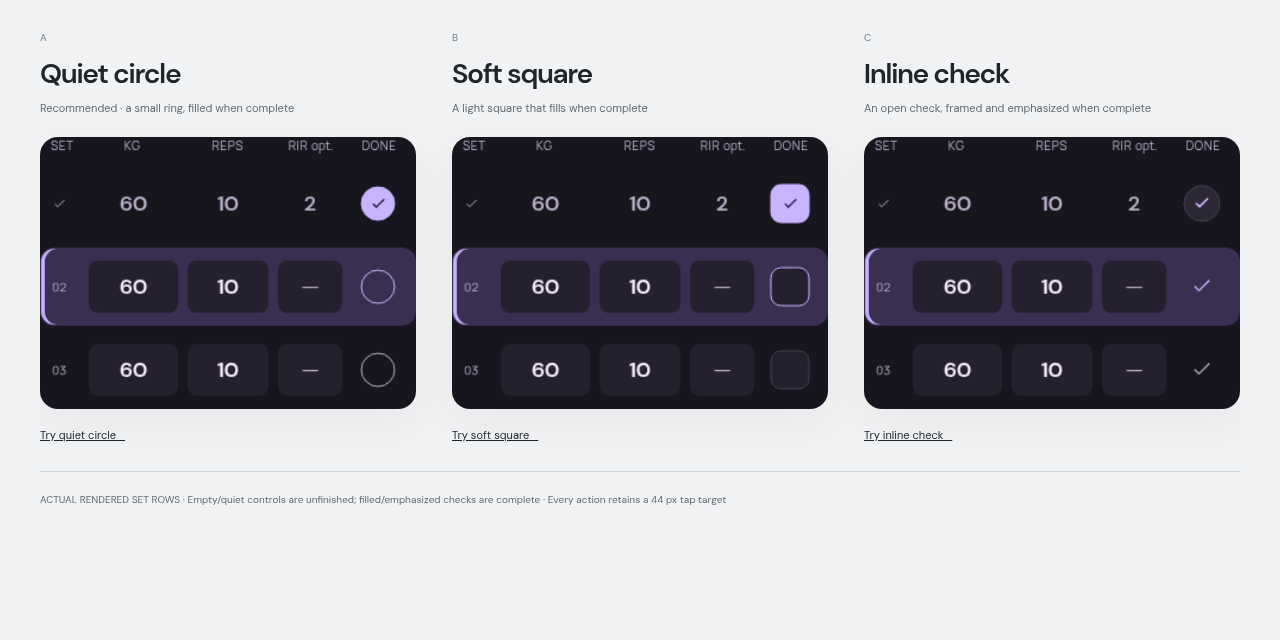 A
Quiet circle
Recommended · a small ring, filled when complete
SET KG REPS RIR opt. DONE
60 10 2
02 60 10 —
03 60 10 —
Try quiet circle
B
Soft square
A light square that fills when complete
SET KG REPS RIR opt. DONE
60 10 2
02 60 10 —
03 60 10 —
Try soft square
C
Inline check
An open check, framed and emphasized when complete
SET KG REPS RIR opt. DONE
60 10 2
02 60 10 —
03 60 10 —
Try inline check
ACTUAL RENDERED SET ROWS · Empty/quiet controls are unfinished; filled/emphasized checks are complete · Every action retains a 44 px tap target